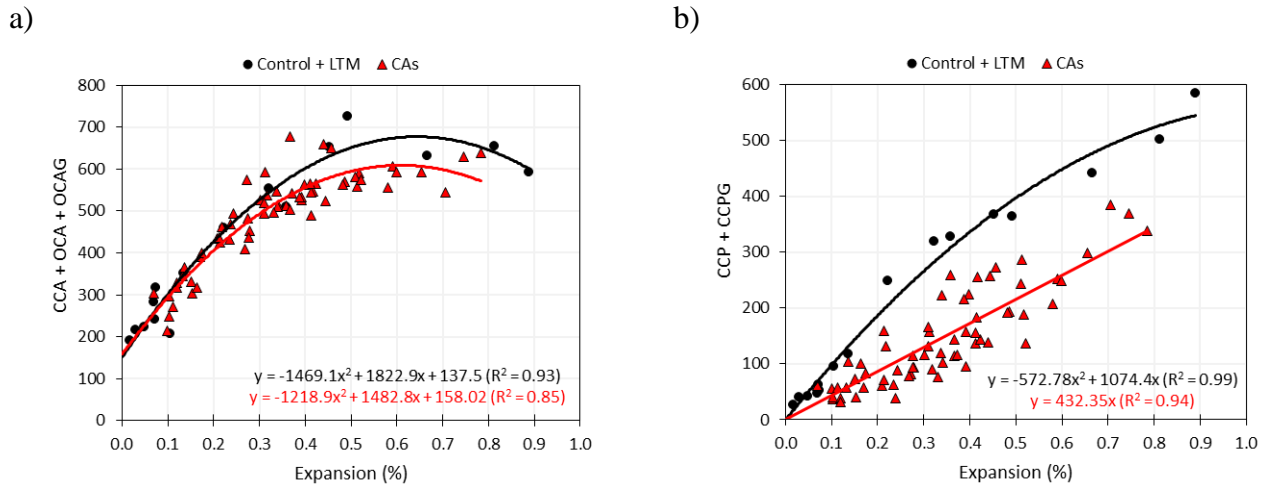 a)
Control + LTM CAs
800
700
600
500
400
300
200
100
0
CCA + OCA + OCAG
y = -1469.1x² + 1822.9x + 137.5 (R² = 0.93)
y = -1218.9x² + 1482.8x + 158.02 (R² = 0.85)
0.0 0.1 0.2 0.3 0.4 0.5 0.6 0.7 0.8 0.9 1.0
Expansion (%)
b)
Control + LTM CAs
600
500
400
300
200
100
0
CCP + CCPG
y = -572.78x² + 1074.4x (R² = 0.99)
y = 432.35x (R² = 0.94)
0.0 0.1 0.2 0.3 0.4 0.5 0.6 0.7 0.8 0.9 1.0
Expansion (%)